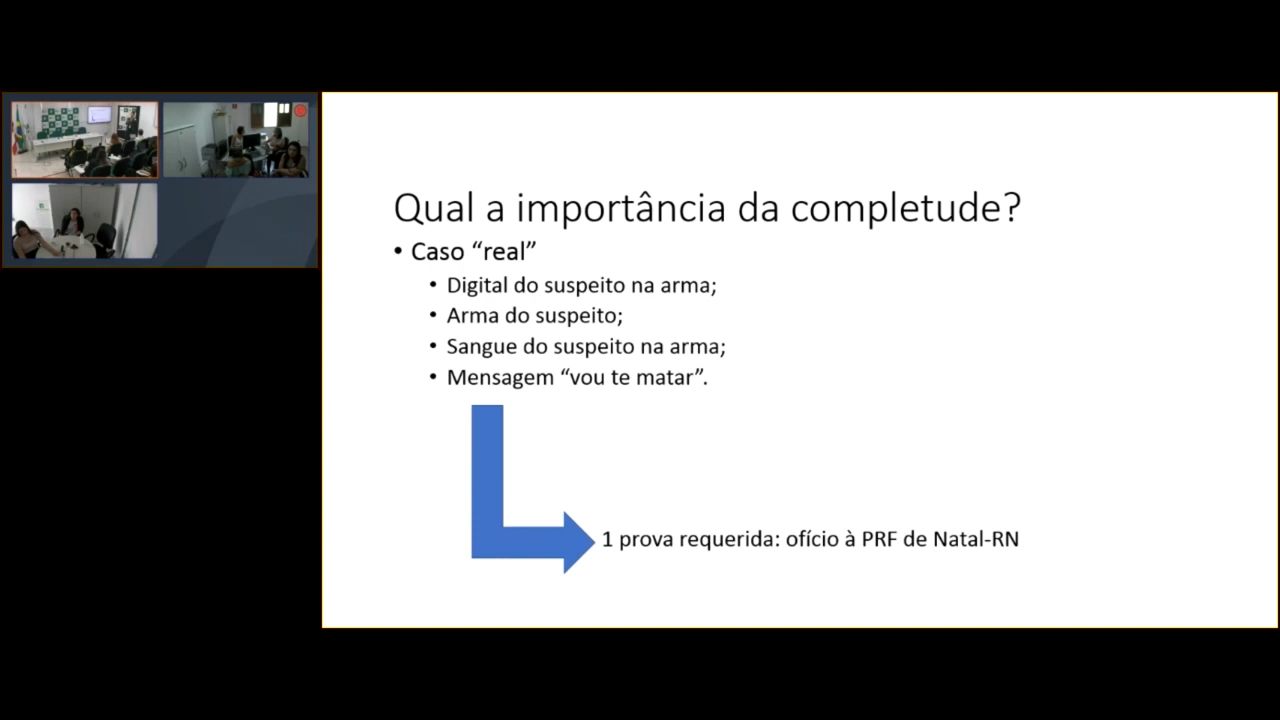 Qual a importância da completude?
• Caso “real”
• Digital do suspeito na arma;
• Arma do suspeito;
• Sangue do suspeito na arma;
• Mensagem “vou te matar”.
1 prova requerida: ofício à PRF de Natal-RN